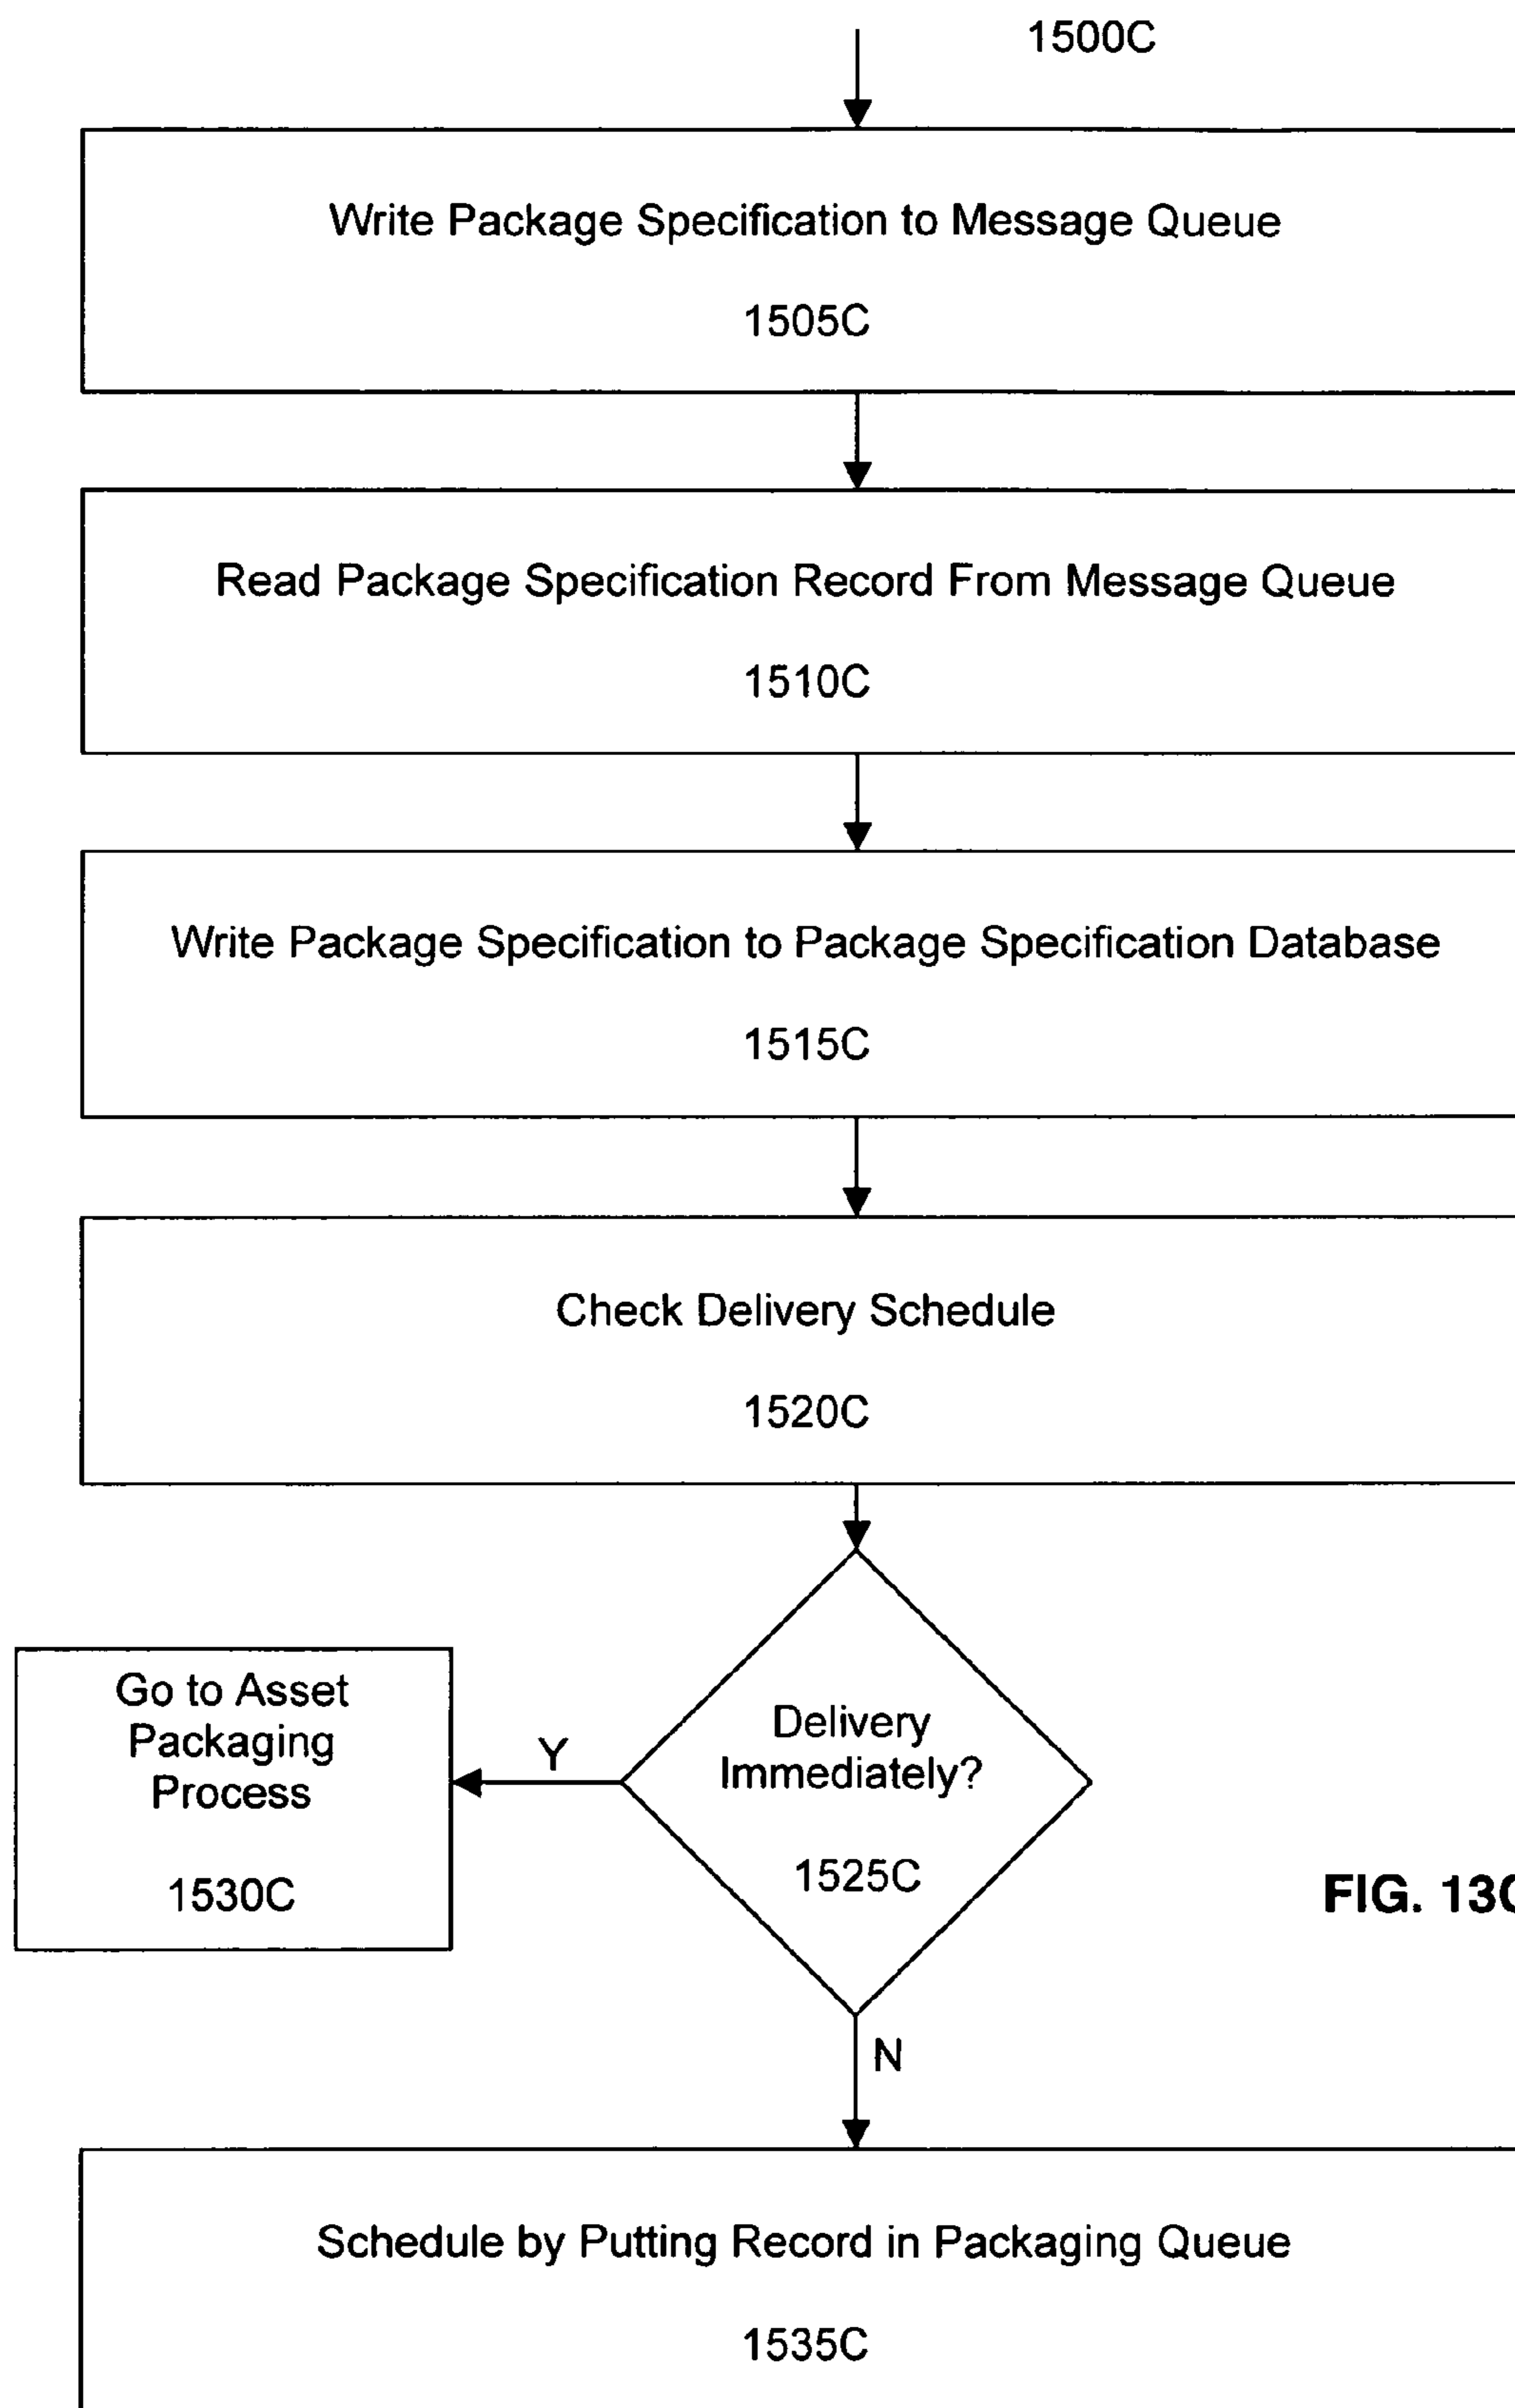 1500C
Write Package Specification to Message Queue
1505C
Read Package Specification Record From Message Queue
1510C
Write Package Specification to Package Specification Database
1515C
Check Delivery Schedule
1520C
Go to Asset
Packaging
Process
1530C
Y
Delivery
Immediately?
1525C
FIG.
N
Schedule by Putting Record in Packaging Queue
1535C